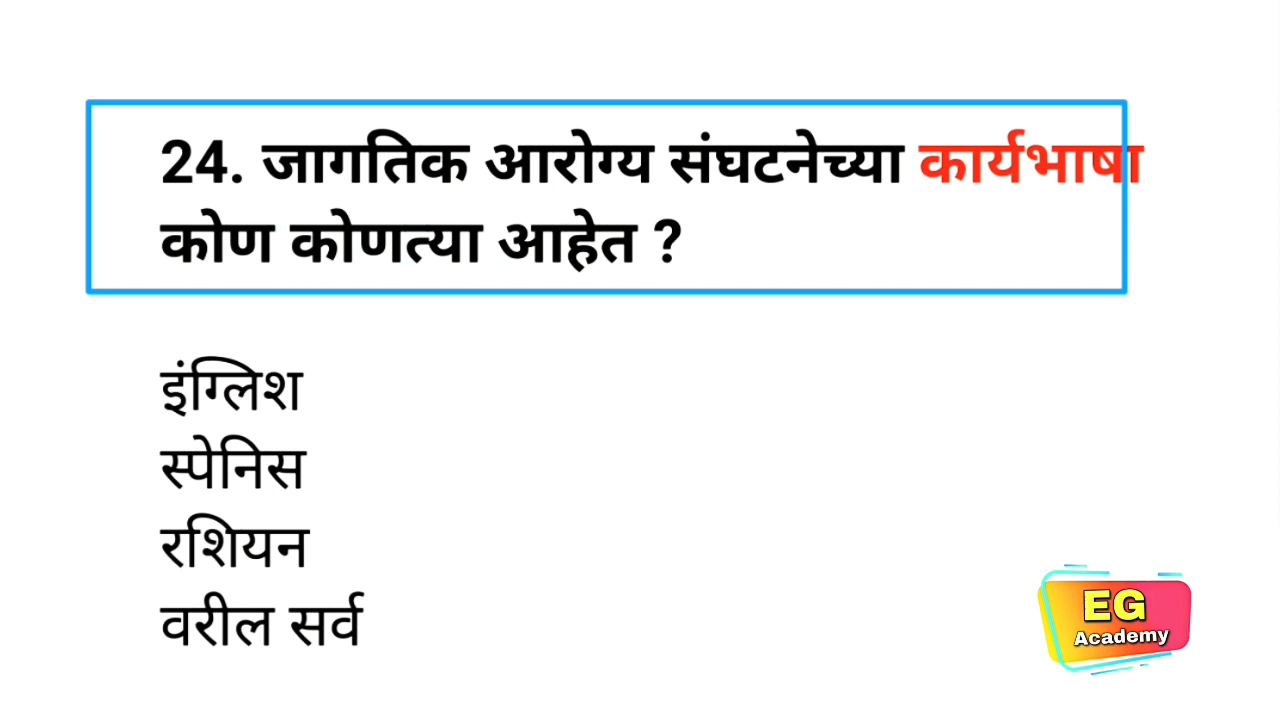 24. जागतिक आरोग्य संघटनेच्या कार्यभाषा
कोण कोणत्या आहेत ?
इंग्लिश
स्पेनिस
रशियन
वरील सर्व
EG
Academy